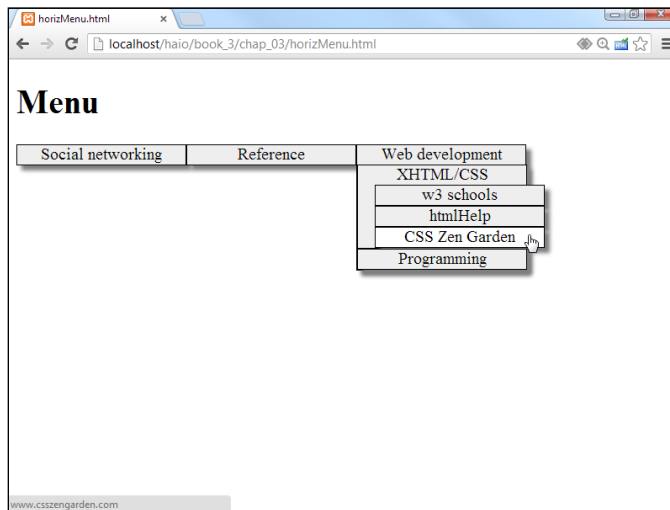 horizMenu.html
localhost/haio/book_3/chap_03/horizMenu.html
Menu
Social networking Reference Web development
XHTML/CSS
w3 schools
htmlHelp
CSS Zen Garden
Programming
www.csszengarden.com